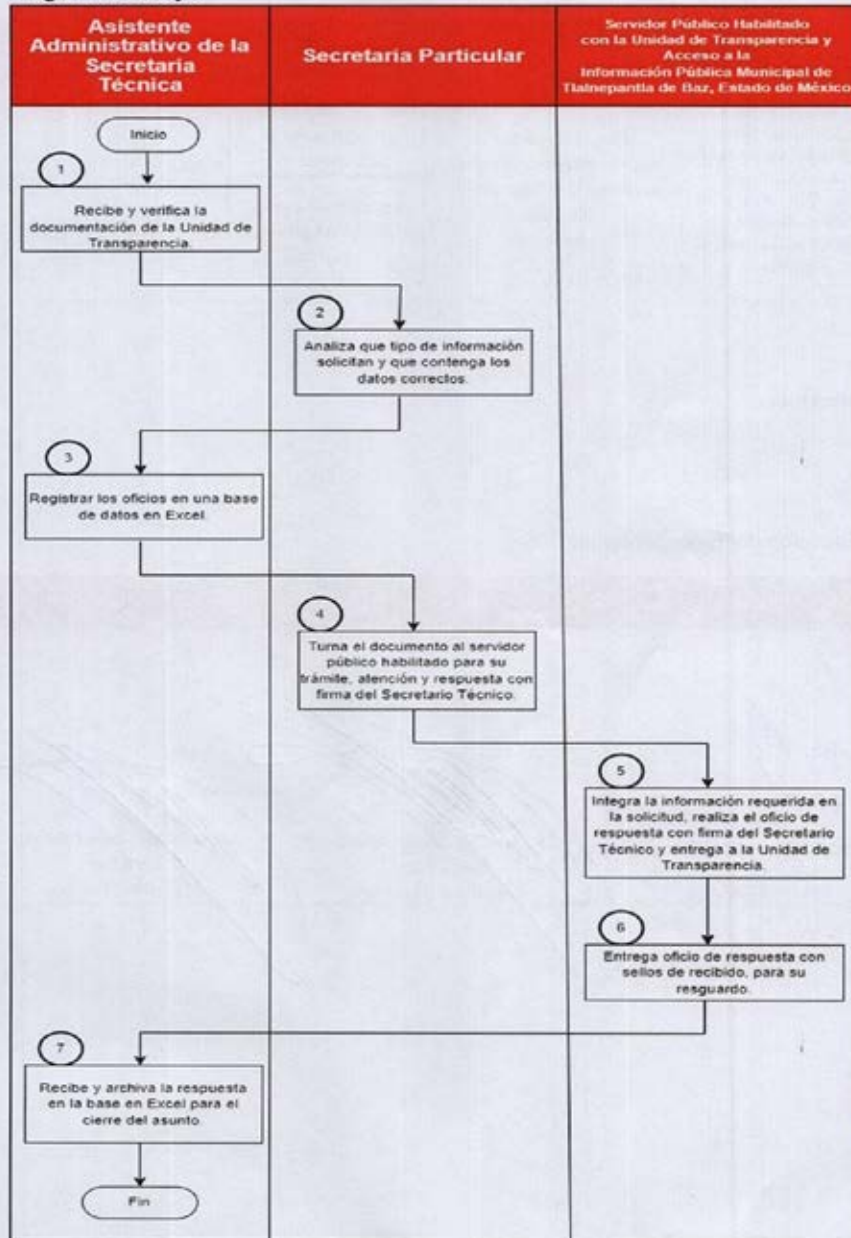 Asistente
Administrativo de la
Secretaria
Técnica
Secretaria Particular
Servidor Público Habilitado
con la Unidad de Transparencia y
Acceso a la
Información Pública Municipal de
Tlalnepantla de Baz, Estado de México
Inicio
1
Recibe y verifica la
documentación de la Unidad de
Transparencia.
2
Analiza que tipo de información
solicitan y que contenga los
datos correctos.
3
Registrar los oficios en una base
de datos en Excel.
4
Turna el documento al servidor
público habilitado para su
trámite, atención y respuesta con
firma del Secretario Técnico.
5
Integra la información requerida en
la solicitud, realiza el oficio de
respuesta con firma del Secretario
Técnico y entrega a la Unidad de
Transparencia.
6
Entrega oficio de respuesta con
sellos de recibido, para su
resguardo.
7
Recibe y archiva la respuesta
en la base en Excel para el
cierre del asunto.
Fin